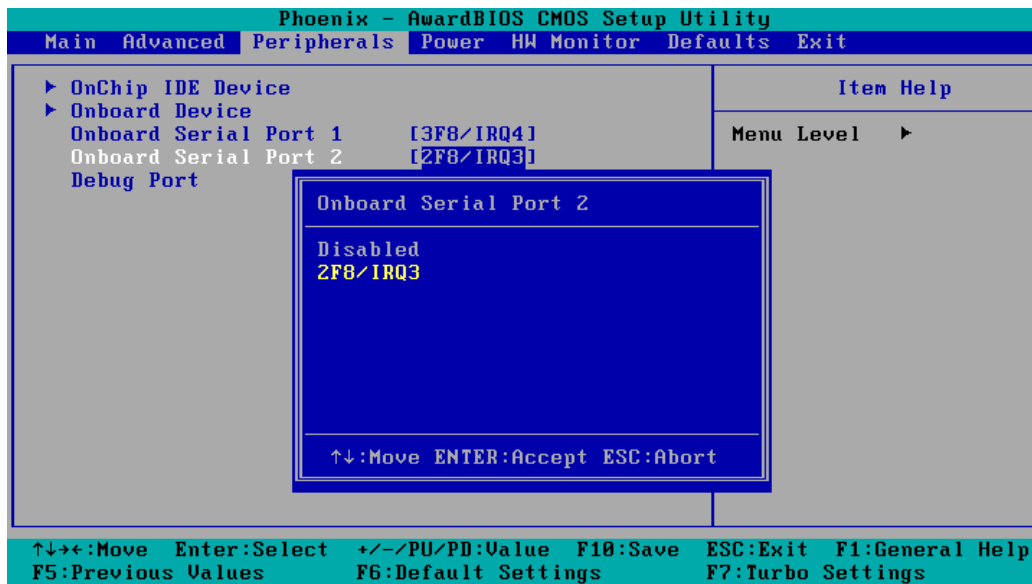 Phoenix - AwardBIOS CMOS Setup Utility
Main Advanced Peripherals Power HW Monitor Defaults Exit
▶ OnChip IDE Device
▶ Onboard Device
Onboard Serial Port 1 [3F8/IRQ4]
Onboard Serial Port 2 [2F8/IRQ3]
Debug Port
Item Help
Menu Level ▶
Onboard Serial Port 2
Disabled
2F8/IRQ3
↑↓:Move ENTER:Accept ESC:Abort
↑↓→←:Move Enter:Select +/-/PU/PD:Value F10:Save ESC:Exit F1:General Help
F5:Previous Values F6:Default Settings F7:Turbo Settings